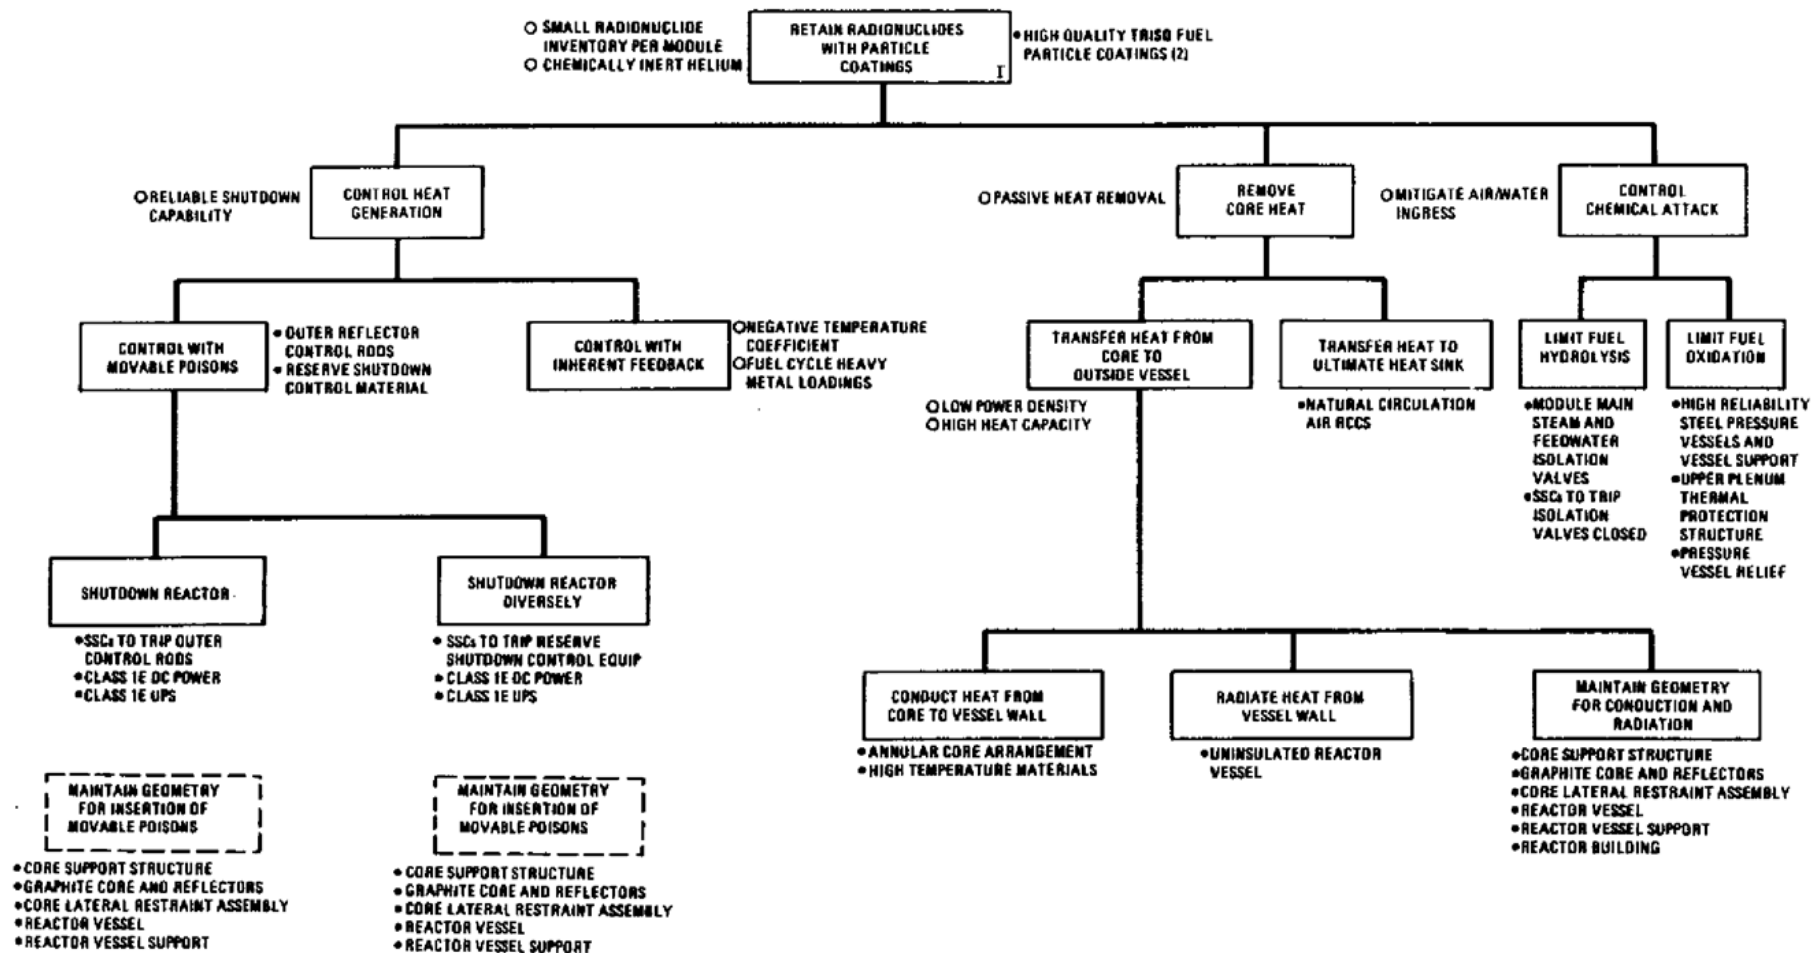 ○ SMALL RADIONUCLIDE
INVENTORY PER MODULE
○ CHEMICALLY INERT HELIUM
RETAIN RADIONUCLIDES
WITH PARTICLE
COATINGS
I
• HIGH QUALITY TRISO FUEL
PARTICLE COATINGS (2)
○ RELIABLE SHUTDOWN
CAPABILITY
CONTROL HEAT
GENERATION
○ PASSIVE HEAT REMOVAL
REMOVE
CORE HEAT
○ MITIGATE AIR/WATER
INGRESS
CONTROL
CHEMICAL ATTACK
CONTROL WITH
MOVABLE POISONS
• OUTER REFLECTOR
CONTROL RODS
• RESERVE SHUTDOWN
CONTROL MATERIAL
CONTROL WITH
INHERENT FEEDBACK
○ NEGATIVE TEMPERATURE
COEFFICIENT
○ FUEL CYCLE HEAVY
METAL LOADINGS
TRANSFER HEAT FROM
CORE TO
OUTSIDE VESSEL
○ LOW POWER DENSITY
○ HIGH HEAT CAPACITY
TRANSFER HEAT TO
ULTIMATE HEAT SINK
• NATURAL CIRCULATION
AIR RCCS
LIMIT FUEL
HYDROLYSIS
• MODULE MAIN
STEAM AND
FEEDWATER
ISOLATION
VALVES
• SSCs TO TRIP
ISOLATION
VALVES CLOSED
LIMIT FUEL
OXIDATION
• HIGH RELIABILITY
STEEL PRESSURE
VESSELS AND
VESSEL SUPPORT
• UPPER PLENUM
THERMAL
PROTECTION
STRUCTURE
• PRESSURE
VESSEL RELIEF
SHUTDOWN REACTOR
• SSCs TO TRIP OUTER
CONTROL RODS
• CLASS 1E DC POWER
• CLASS 1E UPS
SHUTDOWN REACTOR
DIVERSELY
• SSCs TO TRIP RESERVE
SHUTDOWN CONTROL EQUIP
• CLASS 1E DC POWER
• CLASS 1E UPS
CONDUCT HEAT FROM
CORE TO VESSEL WALL
• ANNULAR CORE ARRANGEMENT
• HIGH TEMPERATURE MATERIALS
RADIATE HEAT FROM
VESSEL WALL
• UNINSULATED REACTOR
VESSEL
MAINTAIN GEOMETRY
FOR CONDUCTION AND
RADIATION
• CORE SUPPORT STRUCTURE
• GRAPHITE CORE AND REFLECTORS
• CORE LATERAL RESTRAINT ASSEMBLY
• REACTOR VESSEL
• REACTOR VESSEL SUPPORT
• REACTOR BUILDING
MAINTAIN GEOMETRY
FOR INSERTION OF
MOVABLE POISONS
• CORE SUPPORT STRUCTURE
• GRAPHITE CORE AND REFLECTORS
• CORE LATERAL RESTRAINT ASSEMBLY
• REACTOR VESSEL
• REACTOR VESSEL SUPPORT
MAINTAIN GEOMETRY
FOR INSERTION OF
MOVABLE POISONS
• CORE SUPPORT STRUCTURE
• GRAPHITE CORE AND REFLECTORS
• CORE LATERAL RESTRAINT ASSEMBLY
• REACTOR VESSEL
• REACTOR VESSEL SUPPORT